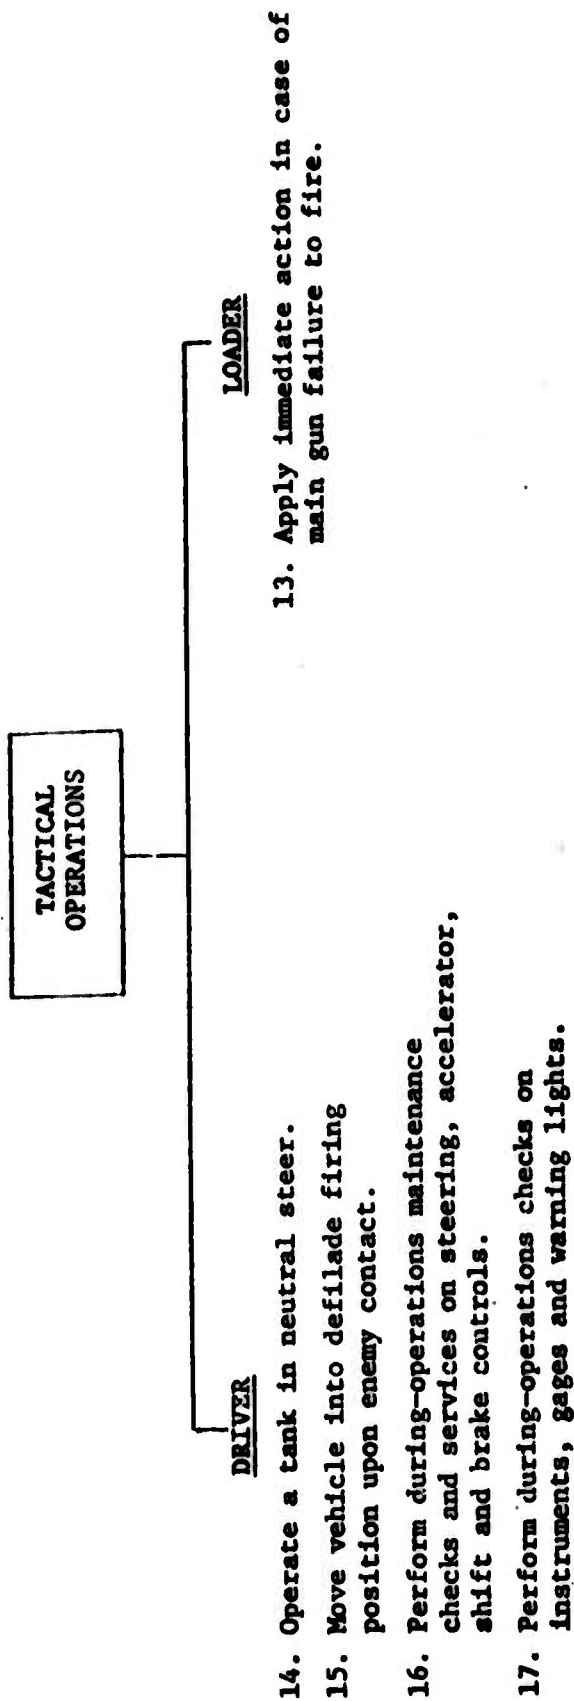 TACTICAL
OPERATIONS
DRIVER
14. Operate a tank in neutral steer.
15. Move vehicle into defilade firing
position upon enemy contact.
16. Perform during-operations maintenance
checks and services on steering, accelerator,
shift and brake controls.
17. Perform during-operations checks on
instruments, gages and warning lights.
LOADER
13. Apply immediate action in case of
main gun failure to fire.